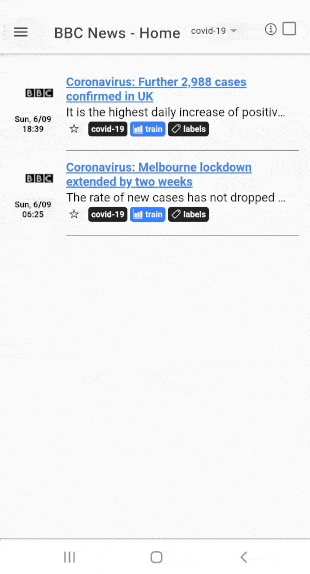 BBC News - Home covid-19
BBC
Coronavirus: Further 2,988 cases
confirmed in UK
It is the highest daily increase of positiv...
Sun, 6/09
18:39
covid-19 train labels
BBC
Coronavirus: Melbourne lockdown
extended by two weeks
The rate of new cases has not dropped ...
Sun, 6/09
06:25
covid-19 train labels